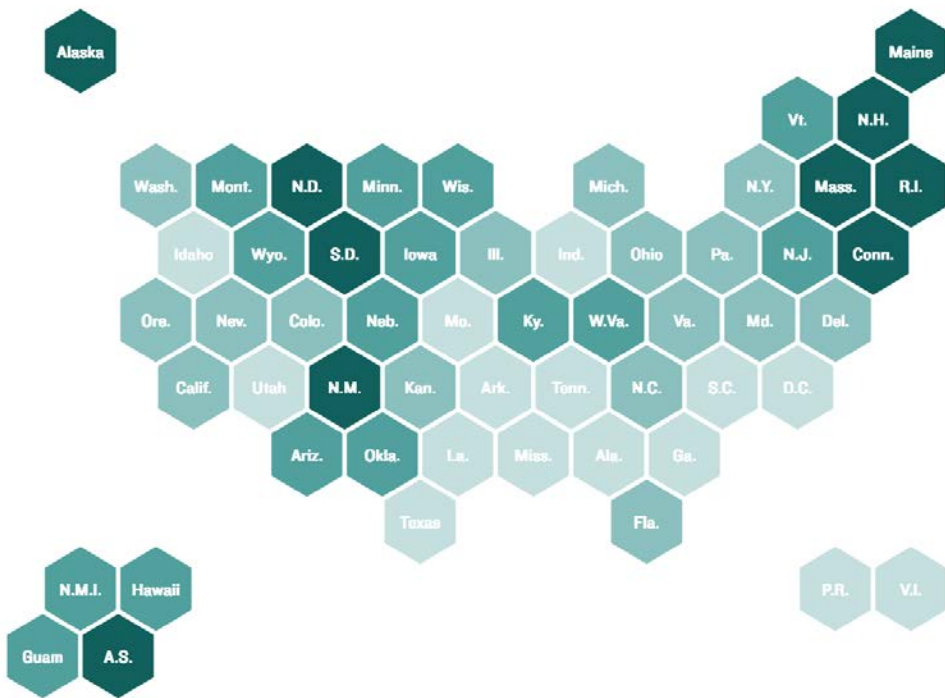 Alaska Maine
Vt. N.H.
Wash. Mont. N.D. Minn. Wis. Mich. N.Y. Mass. R.I.
Idaho Wyo. S.D. Iowa Ill. Ind. Ohio Pa. N.J. Conn.
Ore. Nev. Colo. Neb. Mo. Ky. W.Va. Va. Md. Del.
Calif. Utah N.M. Kan. Ark. Tenn. N.C. S.C. D.C.
Ariz. Okla. La. Miss. Ala. Ga.
Texas Fla.
N.M.I. Hawaii P.R. V.I.
Guam A.S.